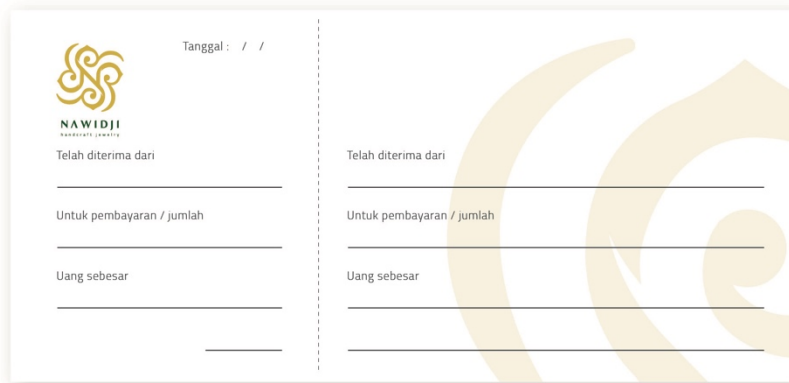 Tanggal : / /
NAWIDJI
handcraft jewelry
Telah diterima dari
Untuk pembayaran / jumlah
Uang sebesar
Telah diterima dari
Untuk pembayaran / jumlah
Uang sebesar